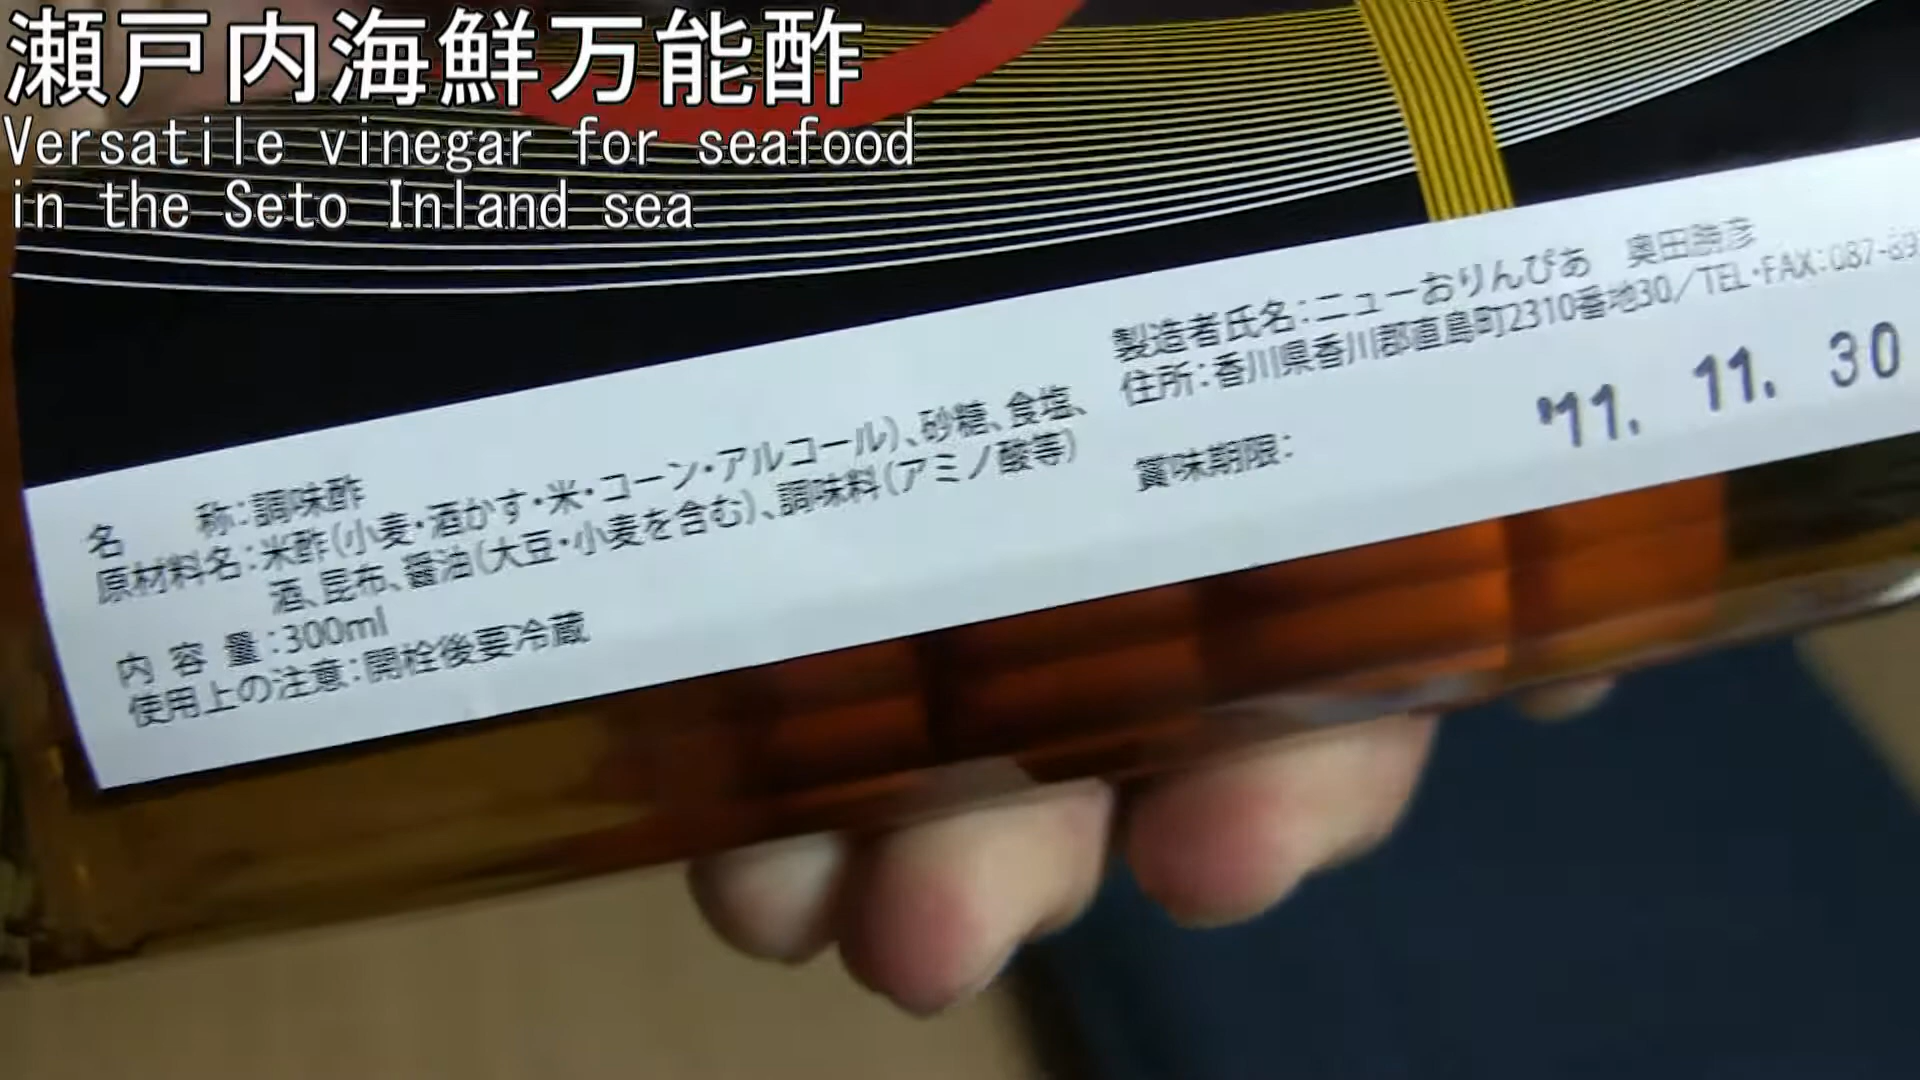 瀬戸内海鮮万能酢
Versatile vinegar for seafood
in the Seto Inland sea
名 称:調味酢
原材料名:米酢(小麦・酒かす・米・コーン・アルコール)、砂糖、食塩、
酒、昆布、醤油(大豆・小麦を含む)、調味料(アミノ酸等)
内 容 量:300ml
使用上の注意:開栓後要冷蔵
製造者氏名:ニューおりんぴあ 奥田勝彦
住所:香川県香川郡直島町2310番地30/TEL・FAX:087-89
賞味期限:
'11. 11. 30